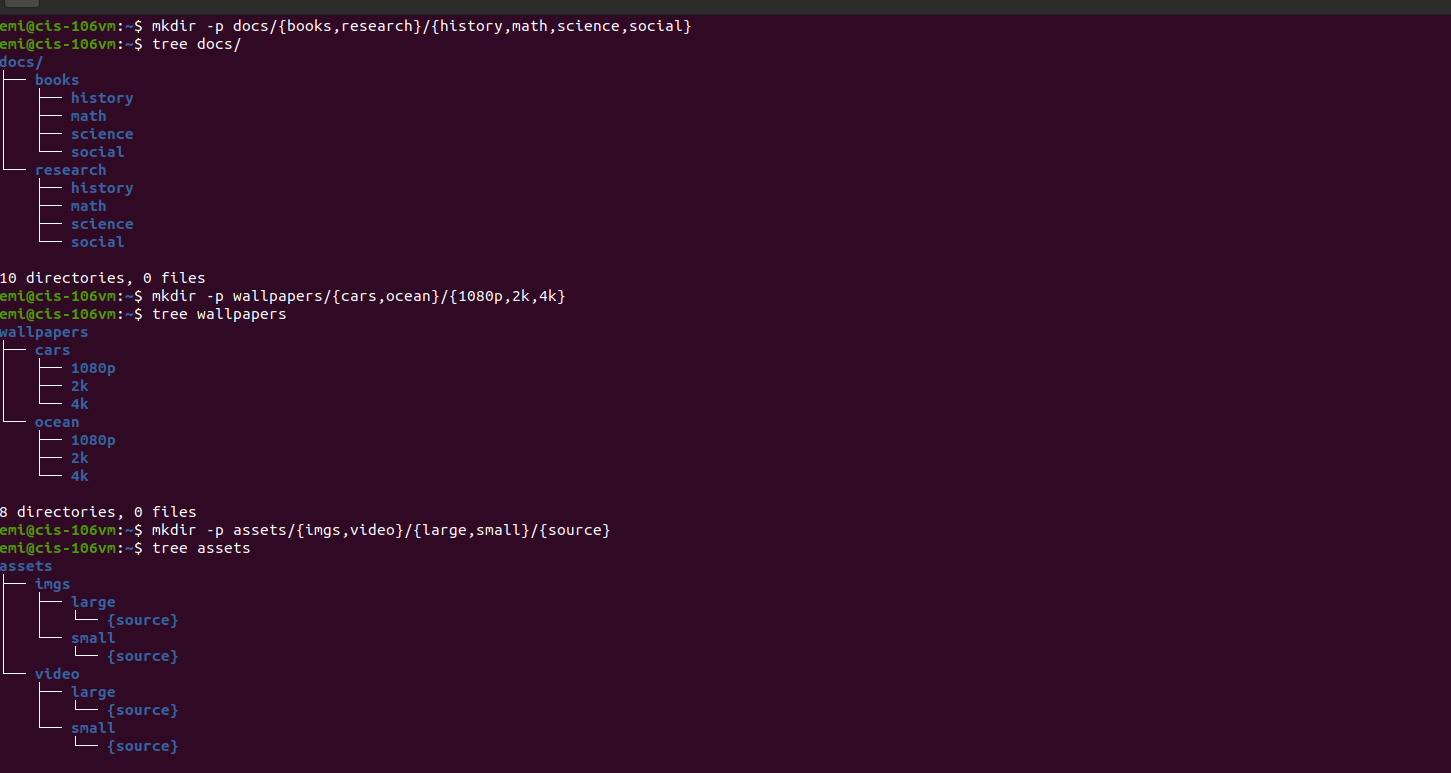 emi@cis-106vm:~$ mkdir -p docs/{books,research}/{history,math,science,social}
emi@cis-106vm:~$ tree docs/
docs/
├── books
│   ├── history
│   ├── math
│   ├── science
│   └── social
└── research
    ├── history
    ├── math
    ├── science
    └── social

10 directories, 0 files
emi@cis-106vm:~$ mkdir -p wallpapers/{cars,ocean}/{1080p,2k,4k}
emi@cis-106vm:~$ tree wallpapers
wallpapers
├── cars
│   ├── 1080p
│   ├── 2k
│   └── 4k
└── ocean
    ├── 1080p
    ├── 2k
    └── 4k

8 directories, 0 files
emi@cis-106vm:~$ mkdir -p assets/{imgs,video}/{large,small}/{source}
emi@cis-106vm:~$ tree assets
assets
├── imgs
│   ├── large
│   │   └── {source}
│   └── small
│       └── {source}
└── video
    ├── large
    │   └── {source}
    └── small
        └── {source}